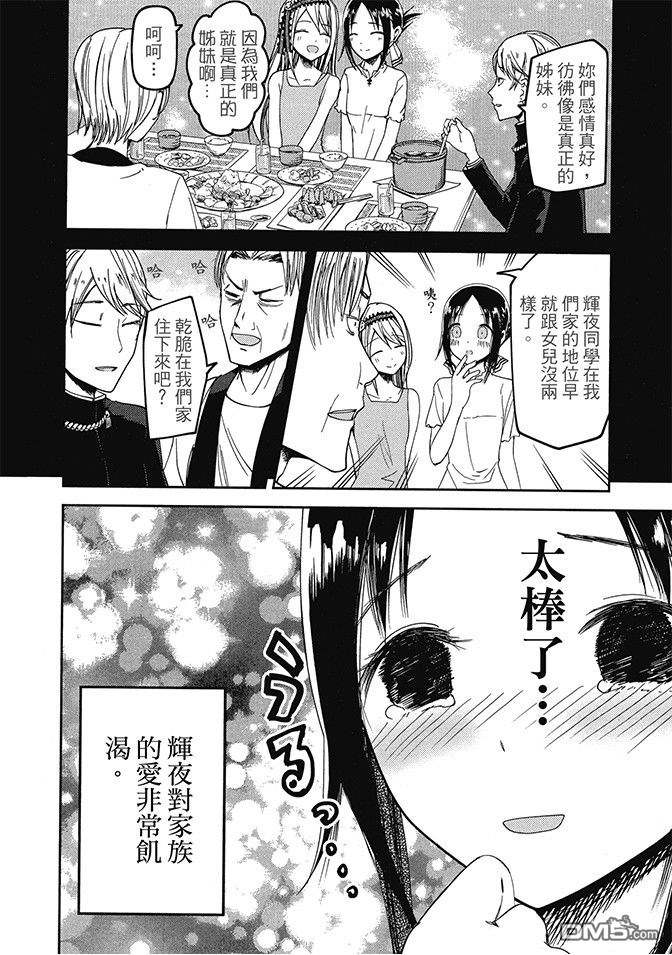 妳們感情真好，
彷彿像是真正的
姊妹。
因為我們
就是真正的
姊妹啊…
呵呵…
輝夜同學在我
們家的地位早
就跟女兒沒兩
樣了。
咦？
哈
哈
哈
乾脆在我們家
住下來吧？
太棒了…
うるっ…
輝夜對家族
的愛非常飢
渴。
DM5.com